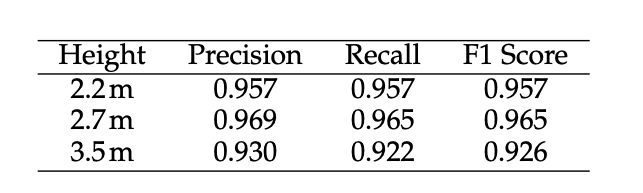 Height Precision Recall F1 Score
2.2 m 0.957 0.957 0.957
2.7 m 0.969 0.965 0.965
3.5 m 0.930 0.922 0.926